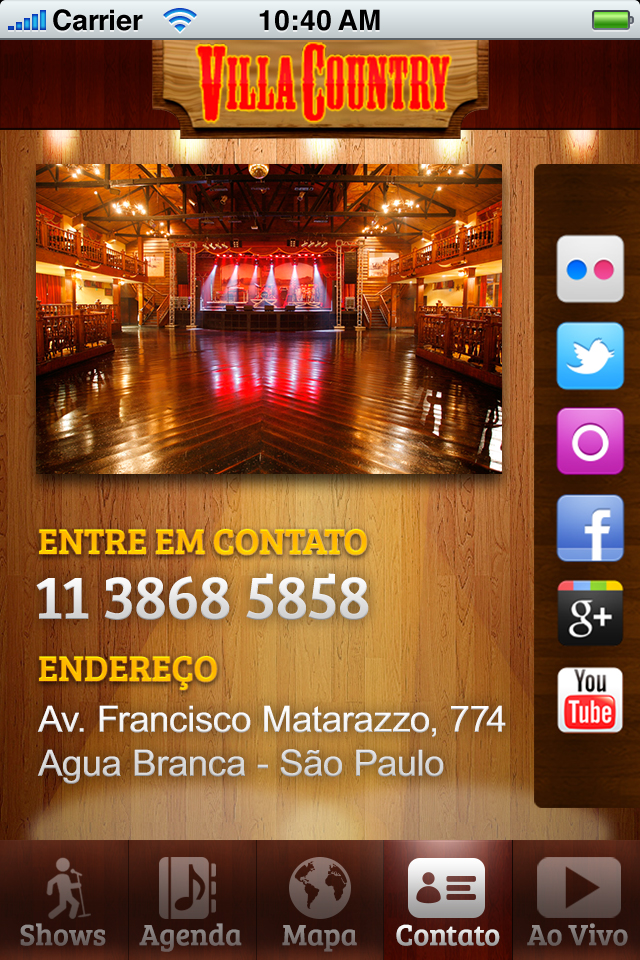 Carrier 10:40 AM
VILLA COUNTRY
ENTRE EM CONTATO
11 3868 5858
ENDEREÇO
Av. Francisco Matarazzo, 774
Agua Branca - São Paulo
f
g+
You
Tube
Shows Agenda Mapa Contato Ao Vivo